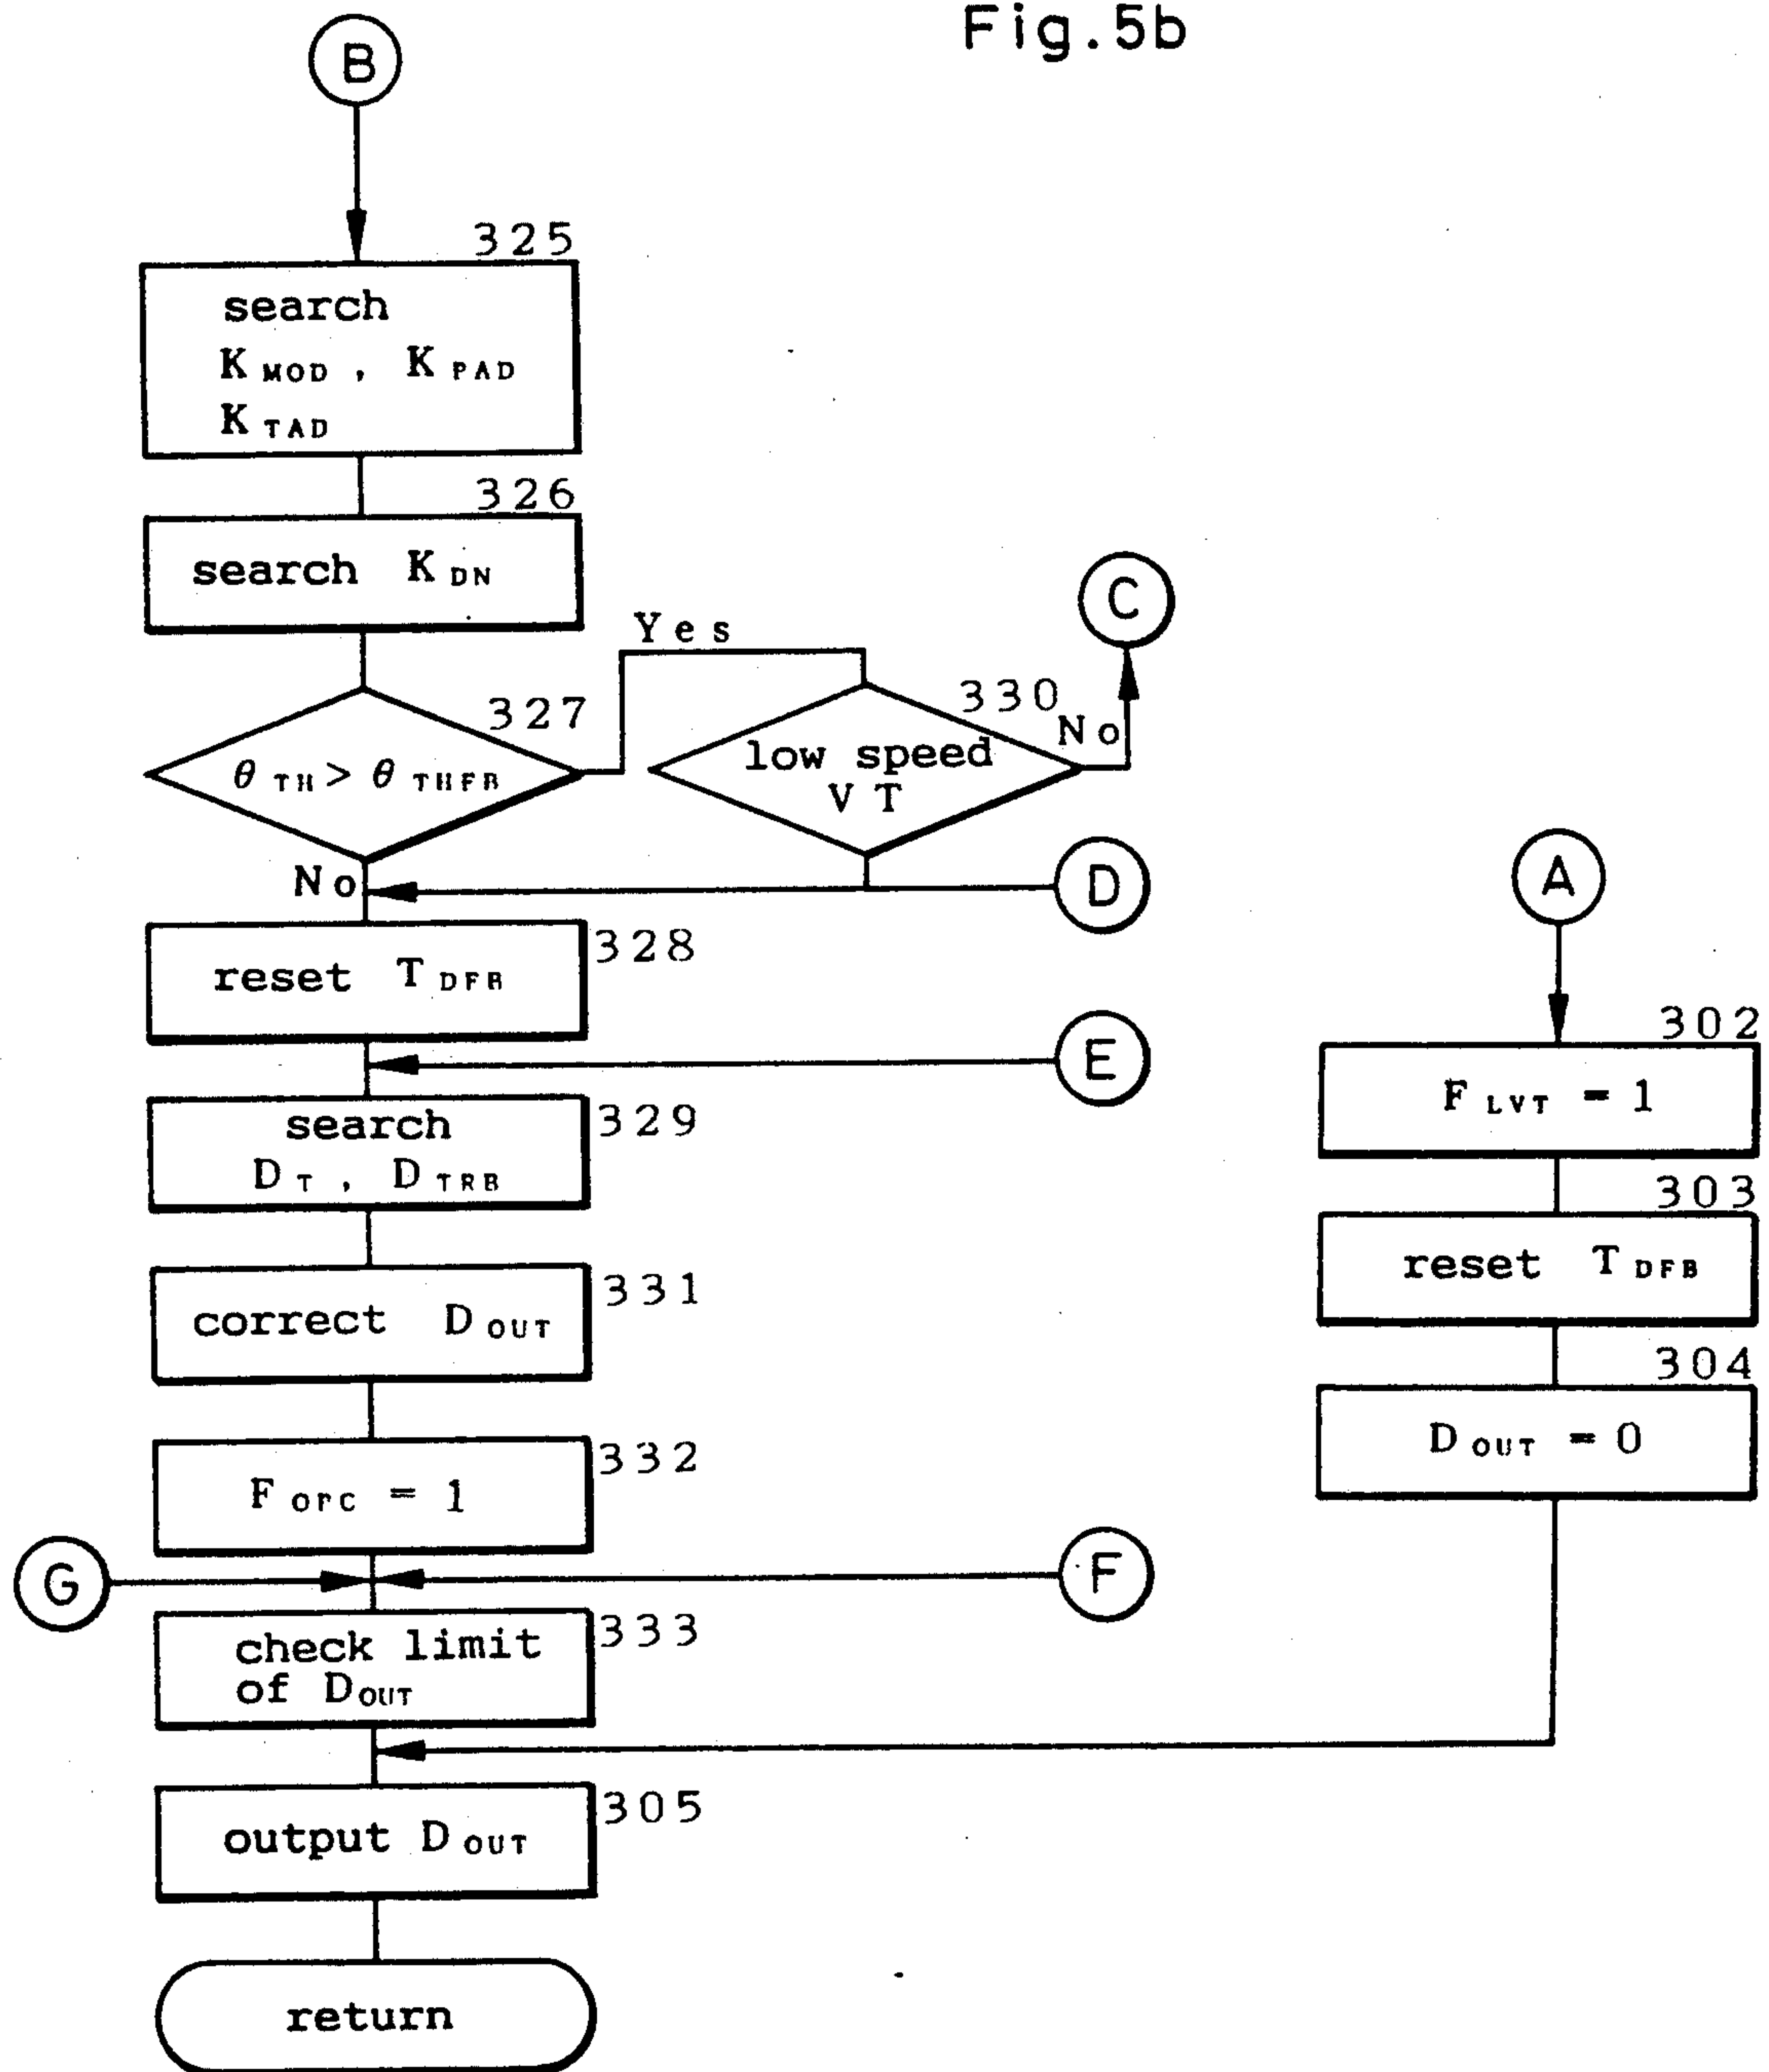 Fig.5b
B
325
search
K MOD , K PAD
K TAD
326
search K DN
Yes
C
327
θ TH > θ THFB
330
No
low speed
V T
No
D
A
328
reset T DFB
E
302
F LVT = 1
329
search
D T , D TRB
303
reset T DFB
331
correct D OUT
304
D OUT = 0
332
F OPC = 1
G
F
333
check limit
of D OUT
305
output D OUT
return